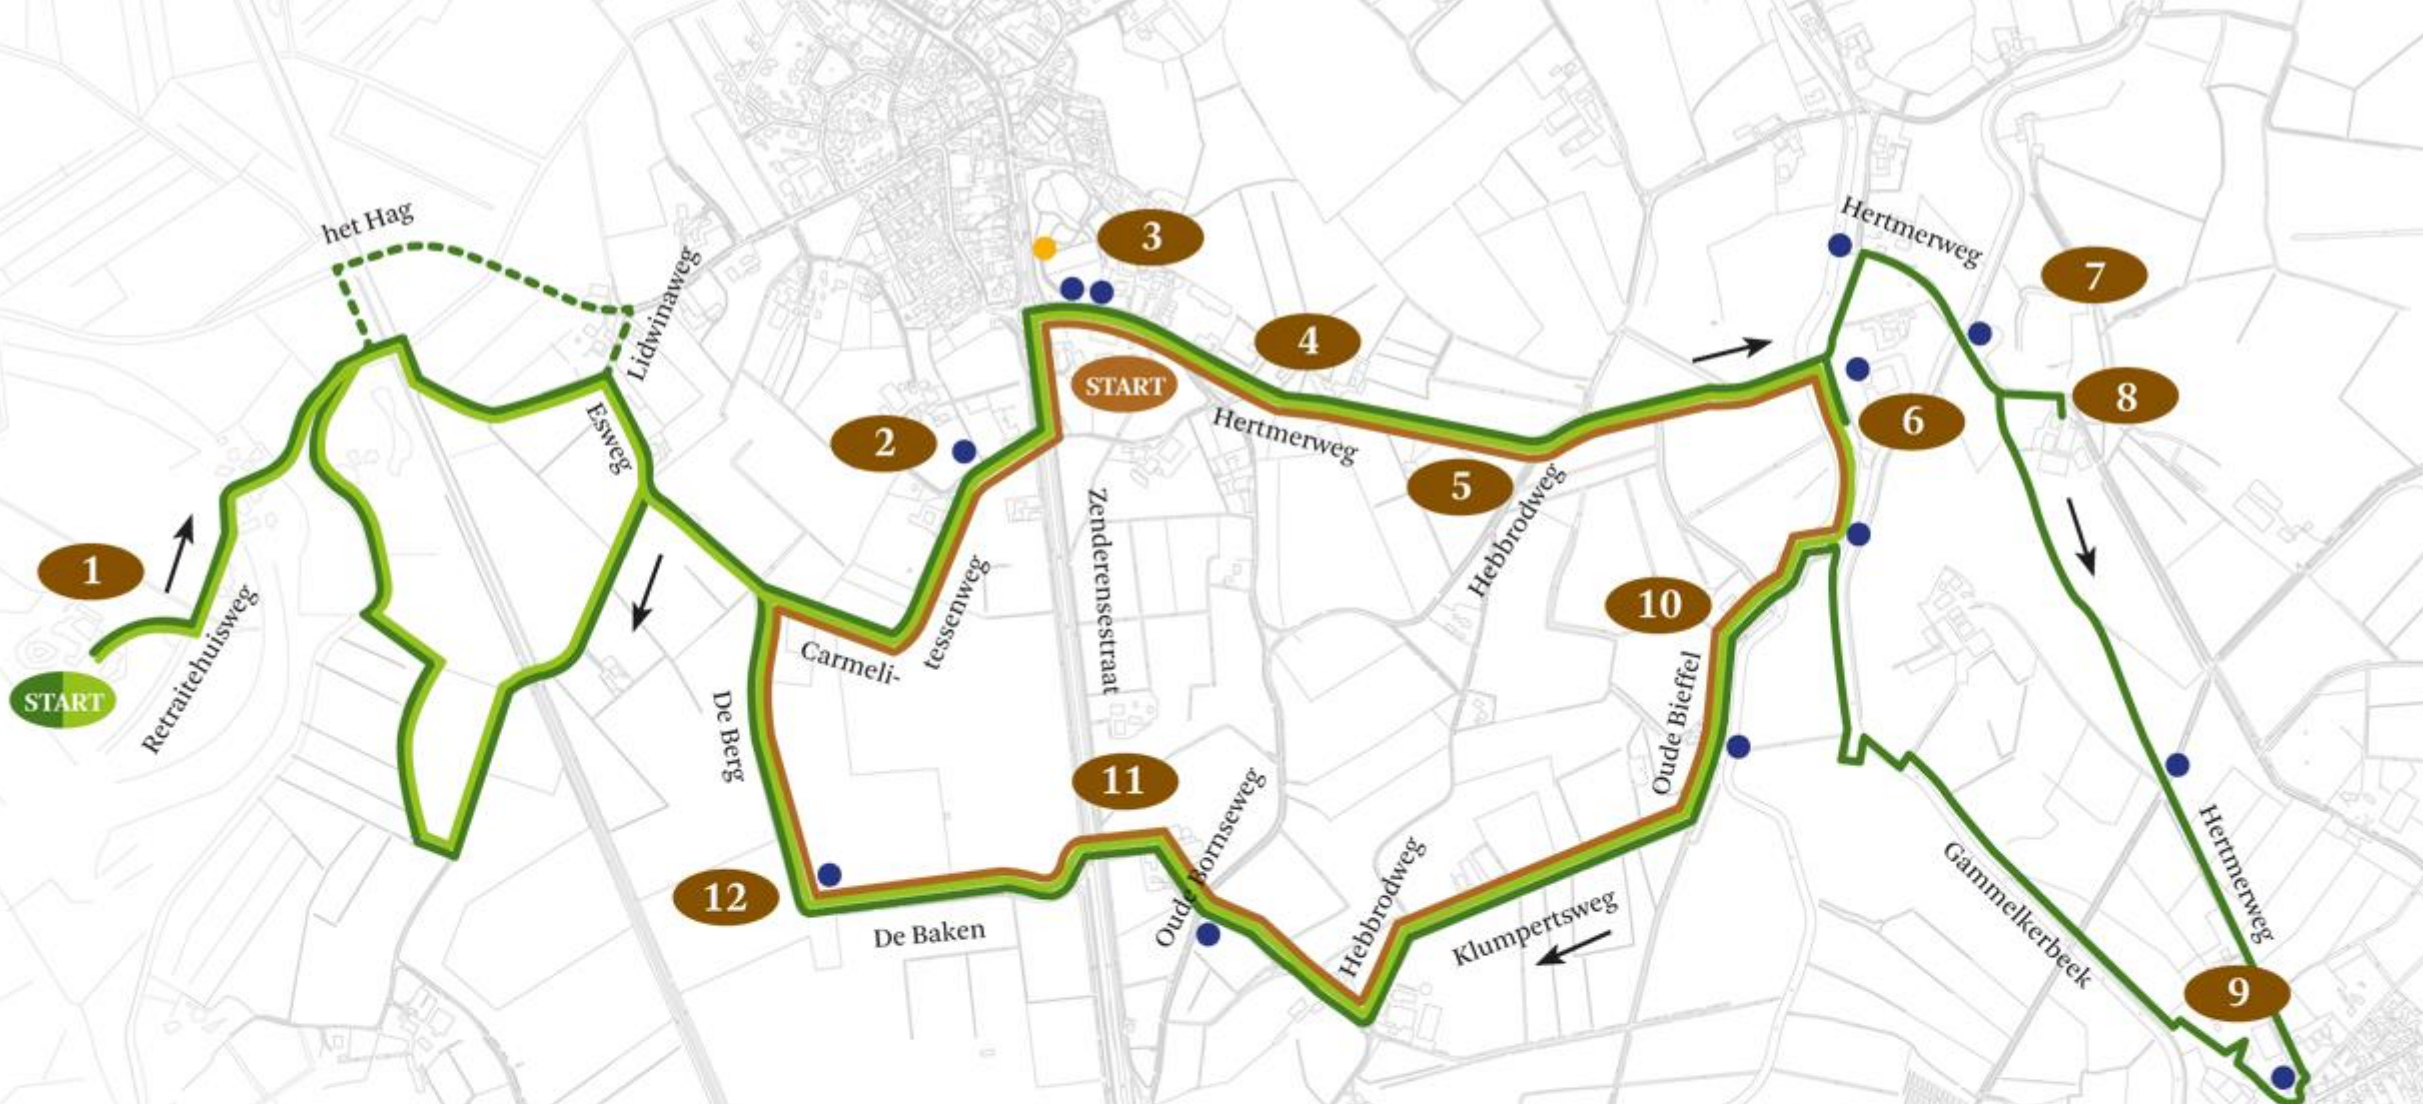 het Hag
Lidwinaweg
Esweg
1
START
Retraitehuisweg
2
3
START
4
Hertmerweg
5
Hebbrodweg
Hertmerweg
7
8
6
Carmeli-
tessenweg
Zenderensestraat
De Berg
10
Oude Bieffel
11
Oude Bornseweg
12
De Baken
Hebbrodweg
Klumpertsweg
Gammelkerbeek
Hertmerweg
9